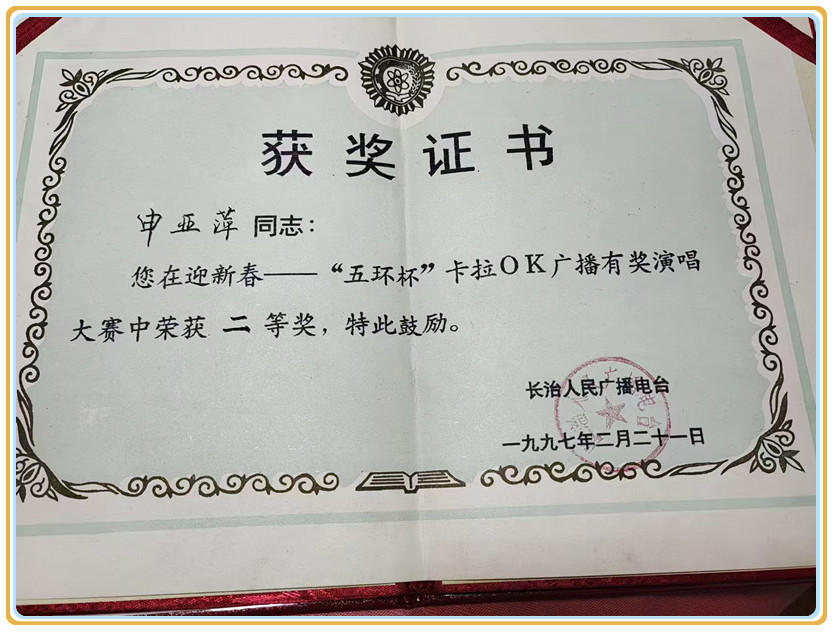 获奖证书
申亚萍 同志：
您在迎新春——“五环杯”卡拉OK广播有奖演唱
大赛中荣获 二 等奖，特此鼓励。
长治人民广播电台
一九九七年二月二十一日